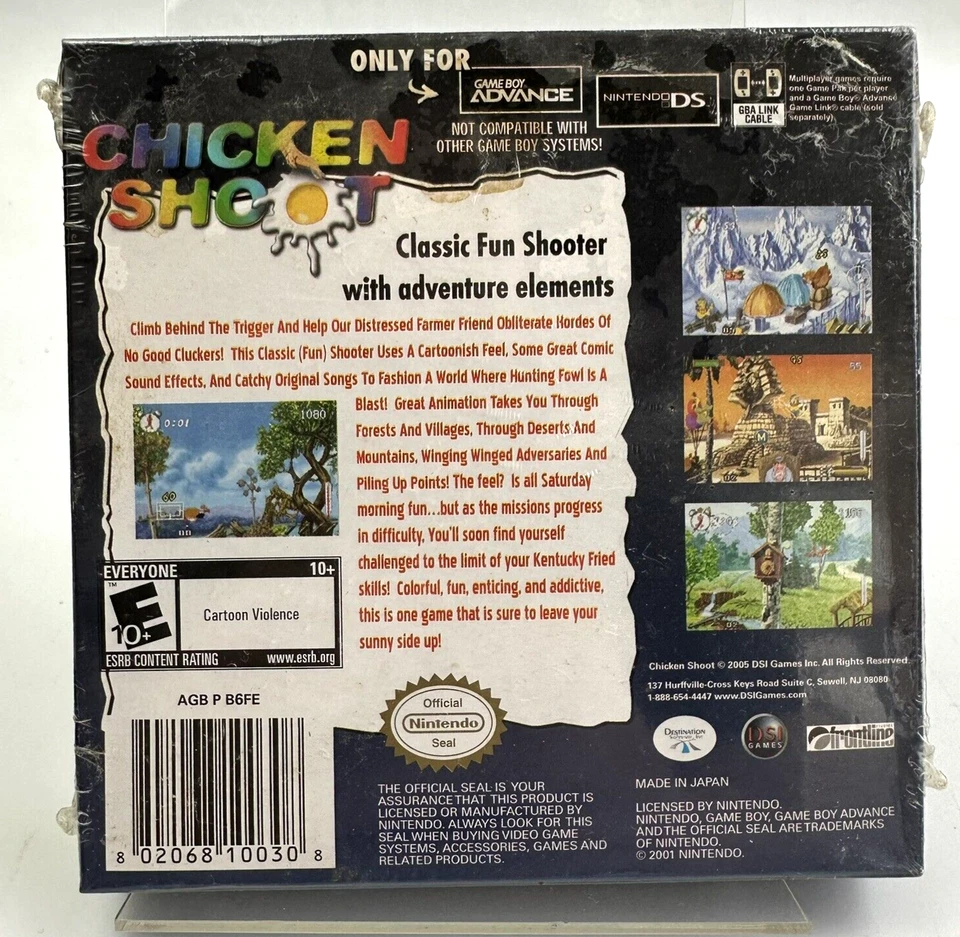 ONLY FOR
GAME BOY
ADVANCE
NINTENDO DS
GBA LINK
CABLE
Multiplayer games require
one Game Pak per player
and a Game Boy® Advance
Game Link® cable (sold
separately).
NOT COMPATIBLE WITH
OTHER GAME BOY SYSTEMS!
CHICKEN
SHOOT
Classic Fun Shooter
with adventure elements
Climb Behind The Trigger And Help Our Distressed Farmer Friend Obliterate Hordes Of
No Good Cluckers! This Classic (Fun) Shooter Uses A Cartoonish Feel, Some Great Comic
Sound Effects, And Catchy Original Songs To Fashion A World Where Hunting Fowl Is A
Blast! Great Animation Takes You Through
Forests And Villages, Through Deserts And
Mountains, Winging Winged Adversaries And
Piling Up Points! The feel? Is all Saturday
morning fun...but as the missions progress
in difficulty, You'll soon find yourself
challenged to the limit of your Kentucky Fried
skills! Colorful, fun, enticing, and addictive,
this is one game that is sure to leave your
sunny side up!
0:01
1080
60
EVERYONE 10+
E
10+
TM
Cartoon Violence
ESRB CONTENT RATING www.esrb.org
AGB P B6FE
8 02068 10030 8
Official
Nintendo
Seal
THE OFFICIAL SEAL IS YOUR
ASSURANCE THAT THIS PRODUCT IS
LICENSED OR MANUFACTURED BY
NINTENDO. ALWAYS LOOK FOR THIS
SEAL WHEN BUYING VIDEO GAME
SYSTEMS, ACCESSORIES, GAMES AND
RELATED PRODUCTS.
M
Chicken Shoot © 2005 DSI Games Inc. All Rights Reserved
137 Hurffville-Cross Keys Road Suite C, Sewell, NJ 08080
1-888-654-4447 www.DSIGames.com
DESTINATION
DSI
GAMES
frontline
MADE IN JAPAN
LICENSED BY NINTENDO.
NINTENDO, GAME BOY, GAME BOY ADVANCE
AND THE OFFICIAL SEAL ARE TRADEMARKS
OF NINTENDO.
© 2001 NINTENDO.